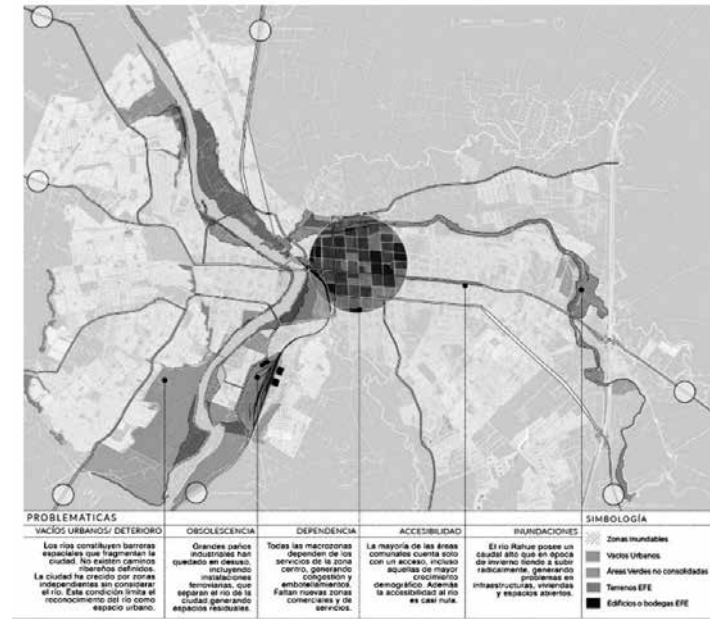 PROBLEMATICAS
VACÍOS URBANOS/ DETERIORO
Los ríos constituyen barreras
espaciales que fragmentan la
ciudad. No existen caminos
ribereños definidos.
La ciudad ha crecido por zonas
independientes sin considerar
el río. Esta condición limita el
reconocimiento del río como
espacio urbano.
OBSOLESCENCIA
Grandes paños
industriales han
quedado en desuso,
incluyendo
instalaciones
ferroviarias, que
separan el río de la
ciudad,generando
espacios residuales.
DEPENDENCIA
Todas las macrozonas
dependen de los
servicios de la zona
centro, generando
congestión y
embotellamientos.
Faltan nuevas zonas
comerciales y de
servicios.
ACCESIBILIDAD
La mayoría de las áreas
comunales cuenta solo
con un acceso, incluso
aquellas de mayor
crecimiento
demográfico. Además
la accesibilidad al río
es casi nula.
INUNDACIONES
El río Rahue posee un
caudal alto que en época
de invierno tiende a subir
radicalmente, generando
problemas en
infraestructuras, viviendas
y espacios abiertos.
SIMBOLOGÍA
Zonas Inundables
Vacíos Urbanos
Áreas Verdes no consolidadas
Terrenos EFE
Edificios o bodegas EFE